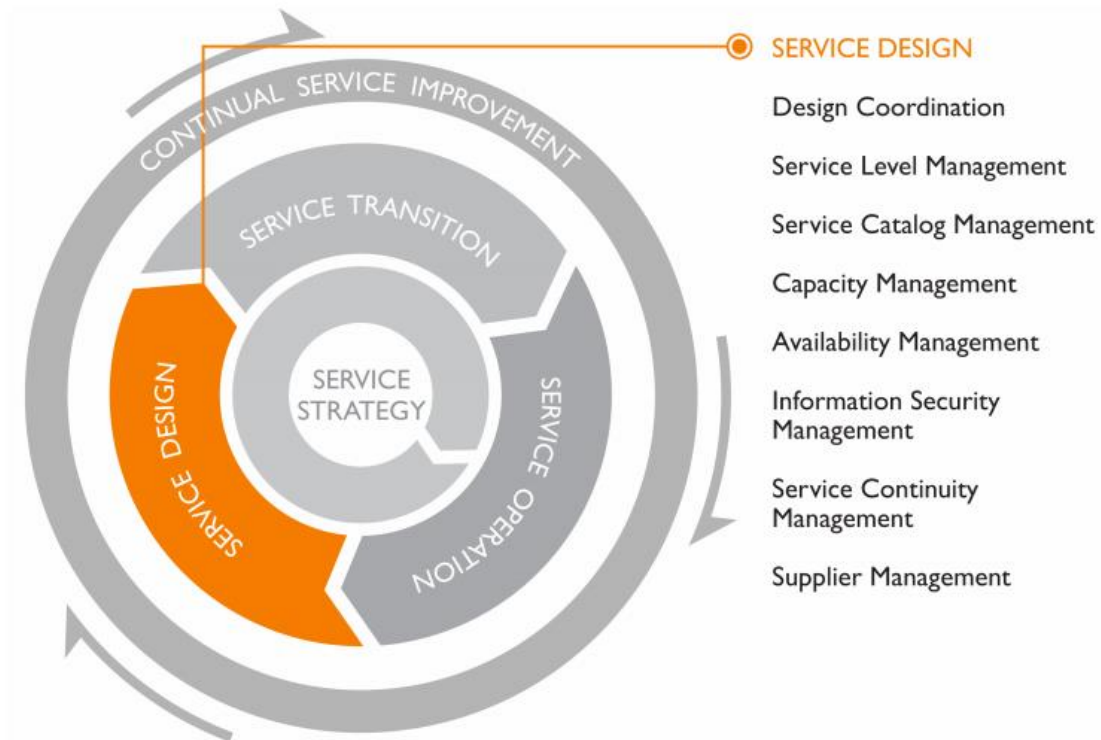 CONTINUAL SERVICE IMPROVEMENT
SERVICE TRANSITION
SERVICE DESIGN
SERVICE STRATEGY
SERVICE OPERATION
SERVICE DESIGN
Design Coordination
Service Level Management
Service Catalog Management
Capacity Management
Availability Management
Information Security
Management
Service Continuity
Management
Supplier Management